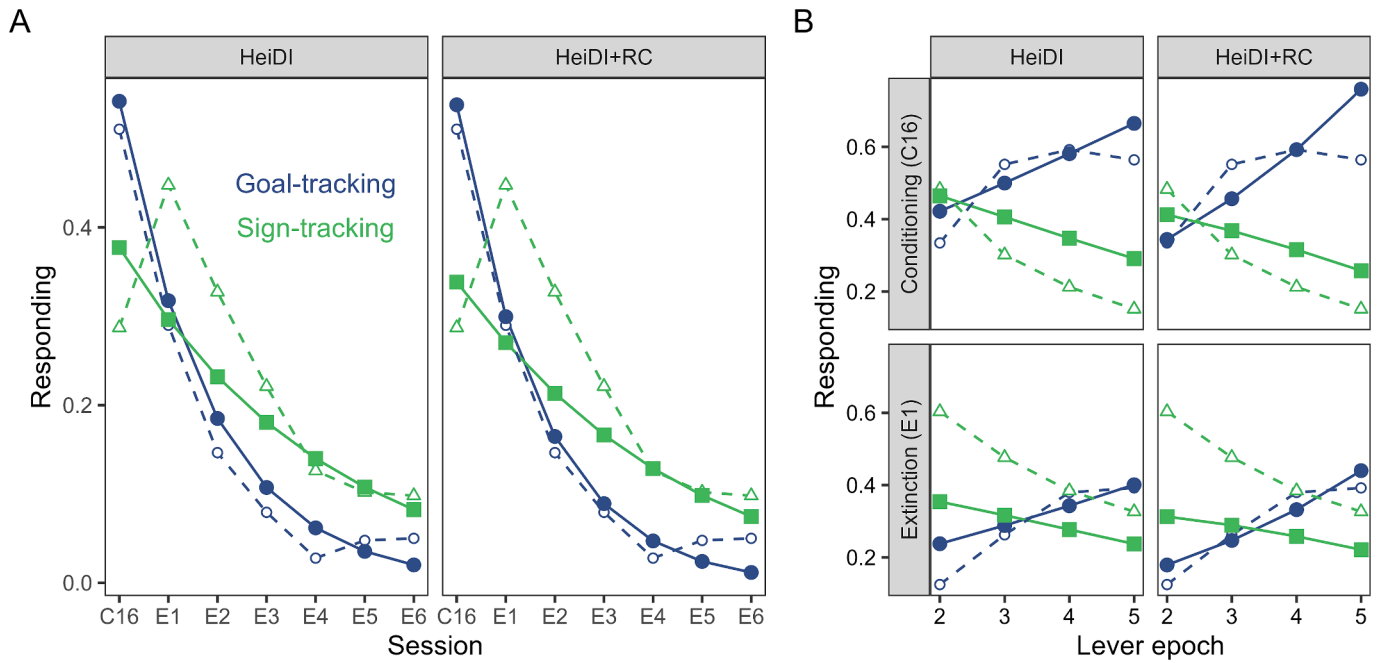 A
HeiDI
HeiDI+RC
Goal-tracking
Sign-tracking
Responding
0.4
0.2
0.0
C16 E1 E2 E3 E4 E5 E6
C16 E1 E2 E3 E4 E5 E6
Session
B
HeiDI
HeiDI+RC
Responding
Conditioning (C16)
0.6
0.4
0.2
Extinction (E1)
0.6
0.4
0.2
2 3 4 5
2 3 4 5
Lever epoch